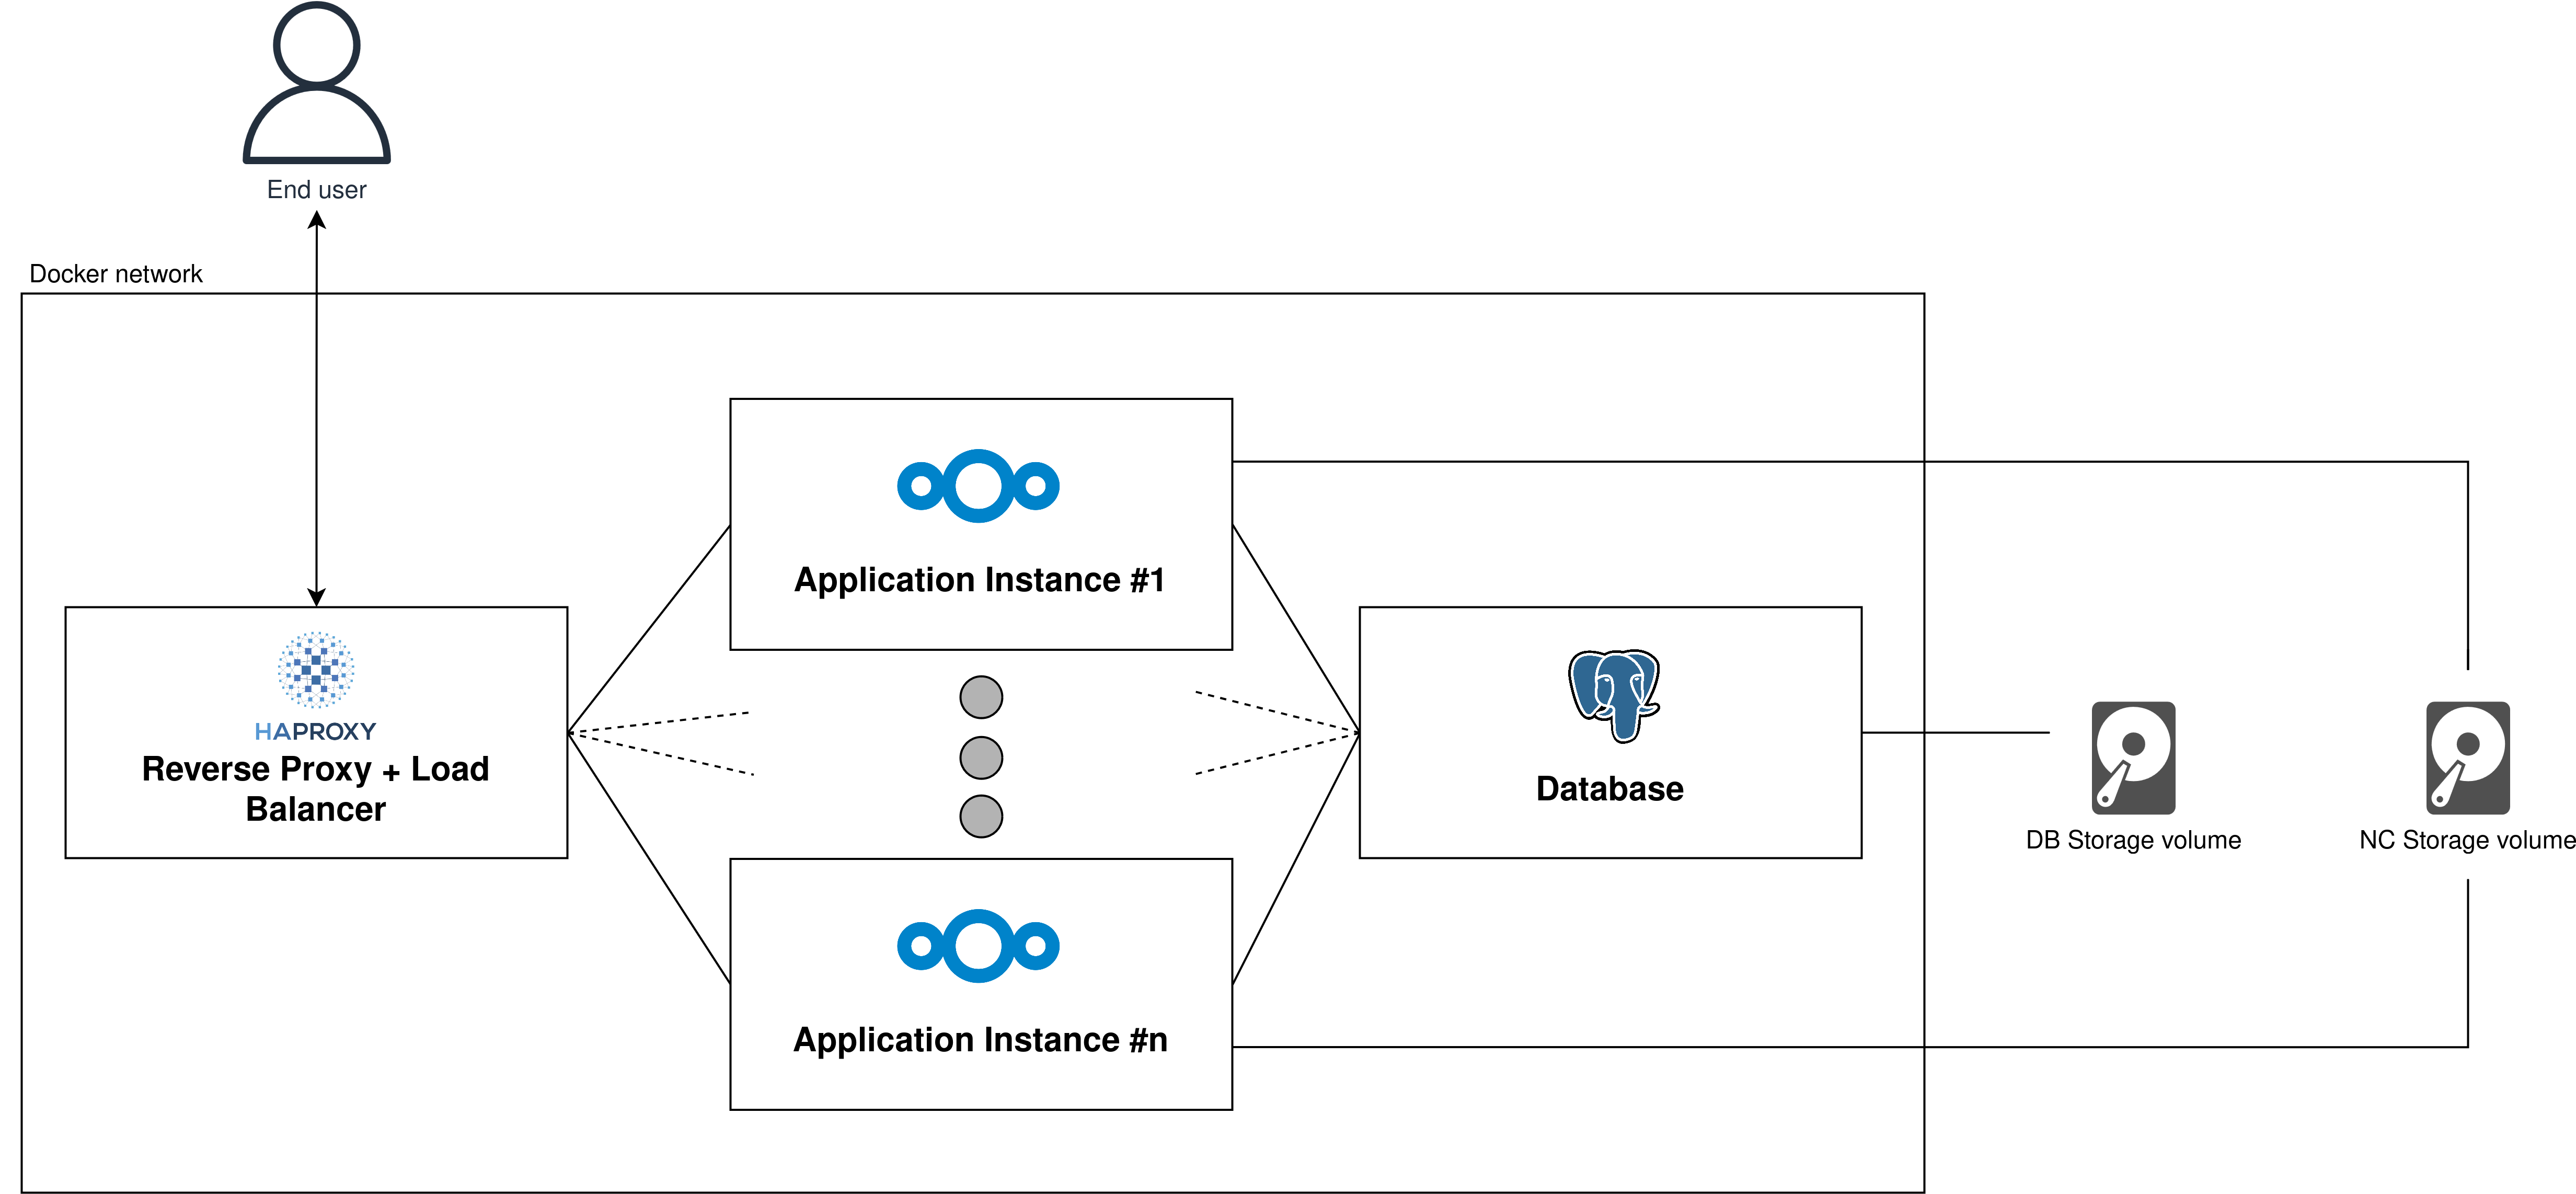 End user
Docker network
Application Instance #1
HAPROXY
Reverse Proxy + Load
Balancer
Database
DB Storage volume
NC Storage volume
Application Instance #n